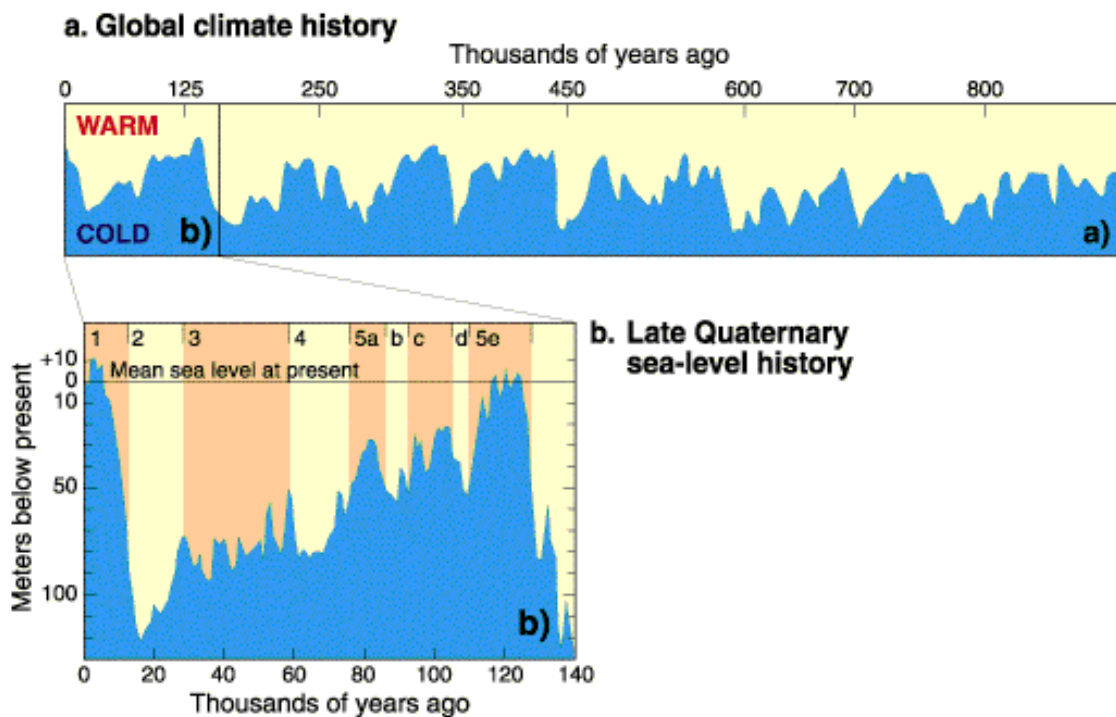 a. Global climate history
Thousands of years ago
0 125 250 350 450 600 700 800
WARM
COLD
b)
a)
1 2 3 4 5a b c d 5e
b. Late Quaternary
sea-level history
+10
Mean sea level at present
0
10
50
100
Meters below present
b)
0 20 40 60 80 100 120 140
Thousands of years ago